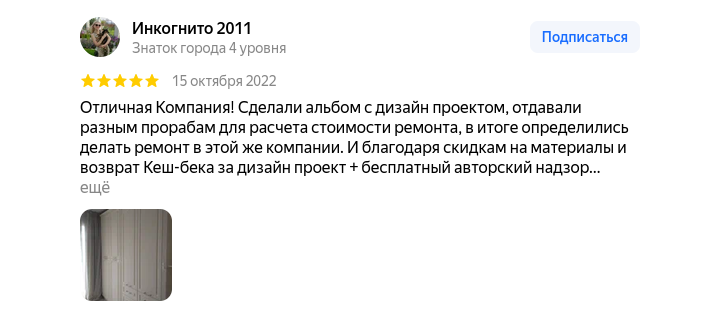 Инкогнито 2011
Знаток города 4 уровня
Подписаться
15 октября 2022
Отличная Компания! Сделали альбом с дизайн проектом, отдавали
разным прорабам для расчета стоимости ремонта, в итоге определились
делать ремонт в этой же компании. И благодаря скидкам на материалы и
возврат Кеш-бека за дизайн проект + бесплатный авторский надзор...
ещё